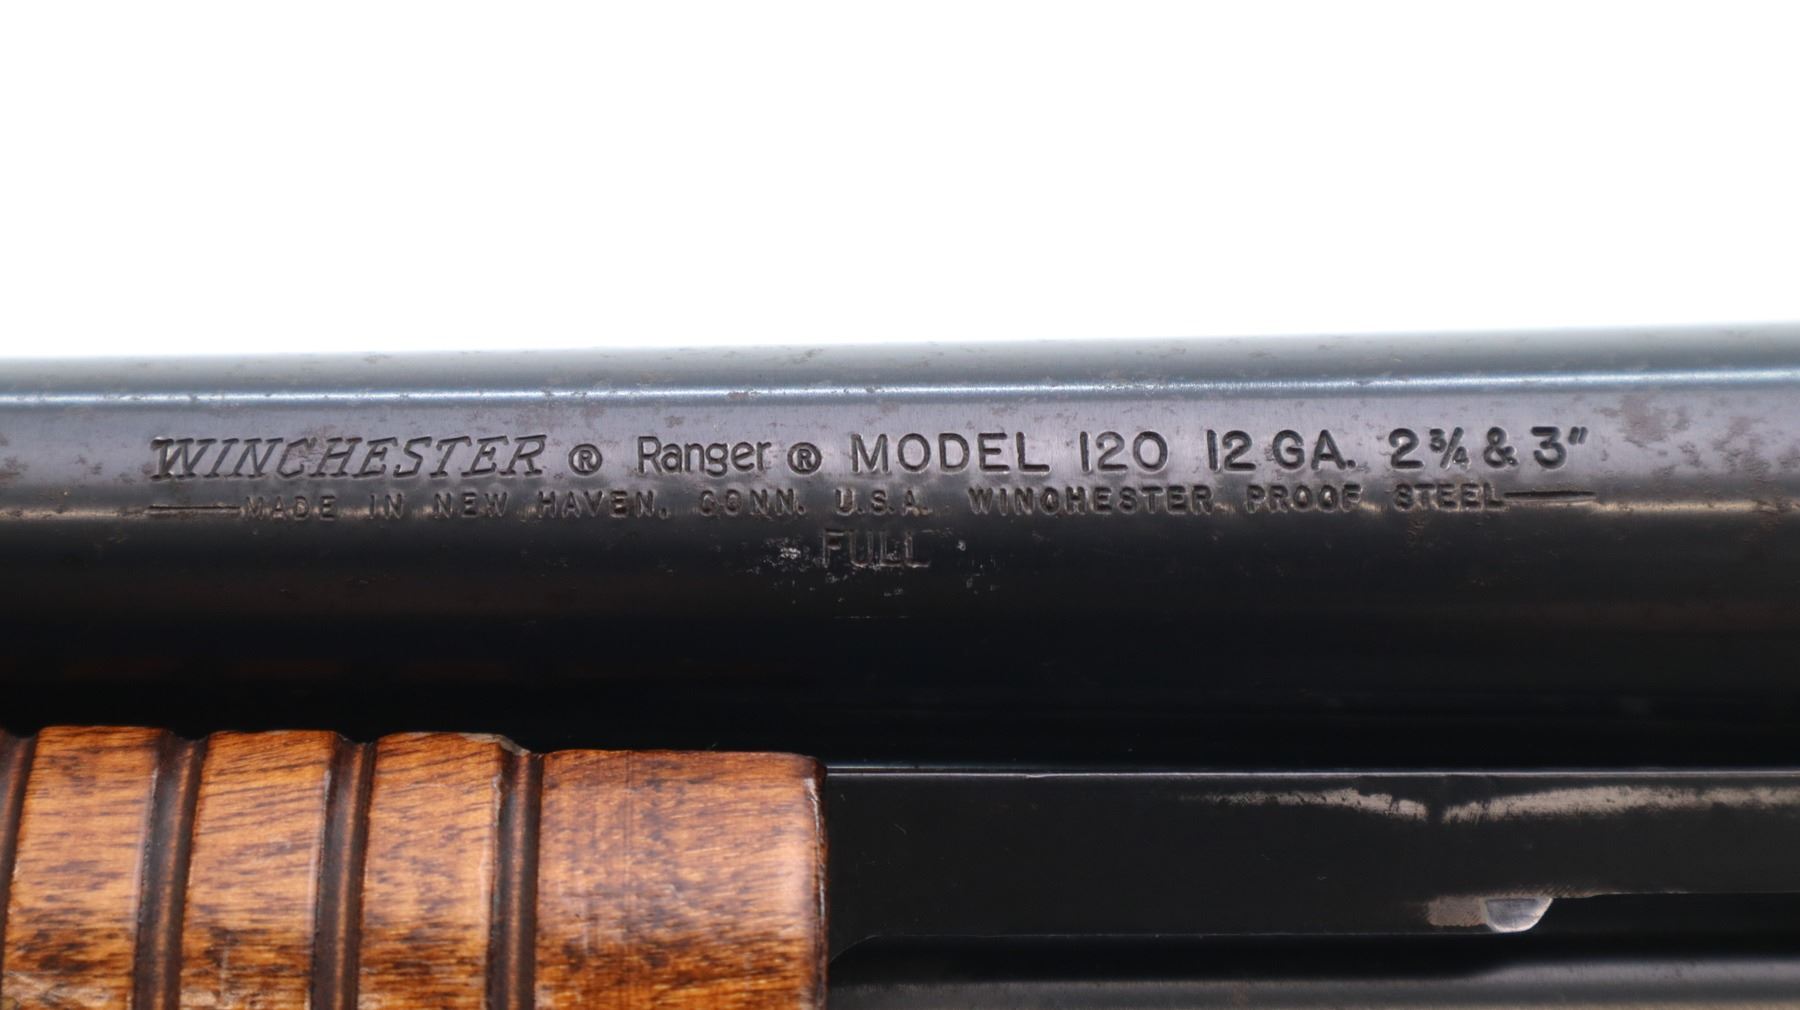 WINCHESTER ® Ranger ® MODEL 120 12 GA. 2¾ & 3"
MADE IN NEW HAVEN, CONN. U.S.A. WINCHESTER PROOF STEEL
FULL